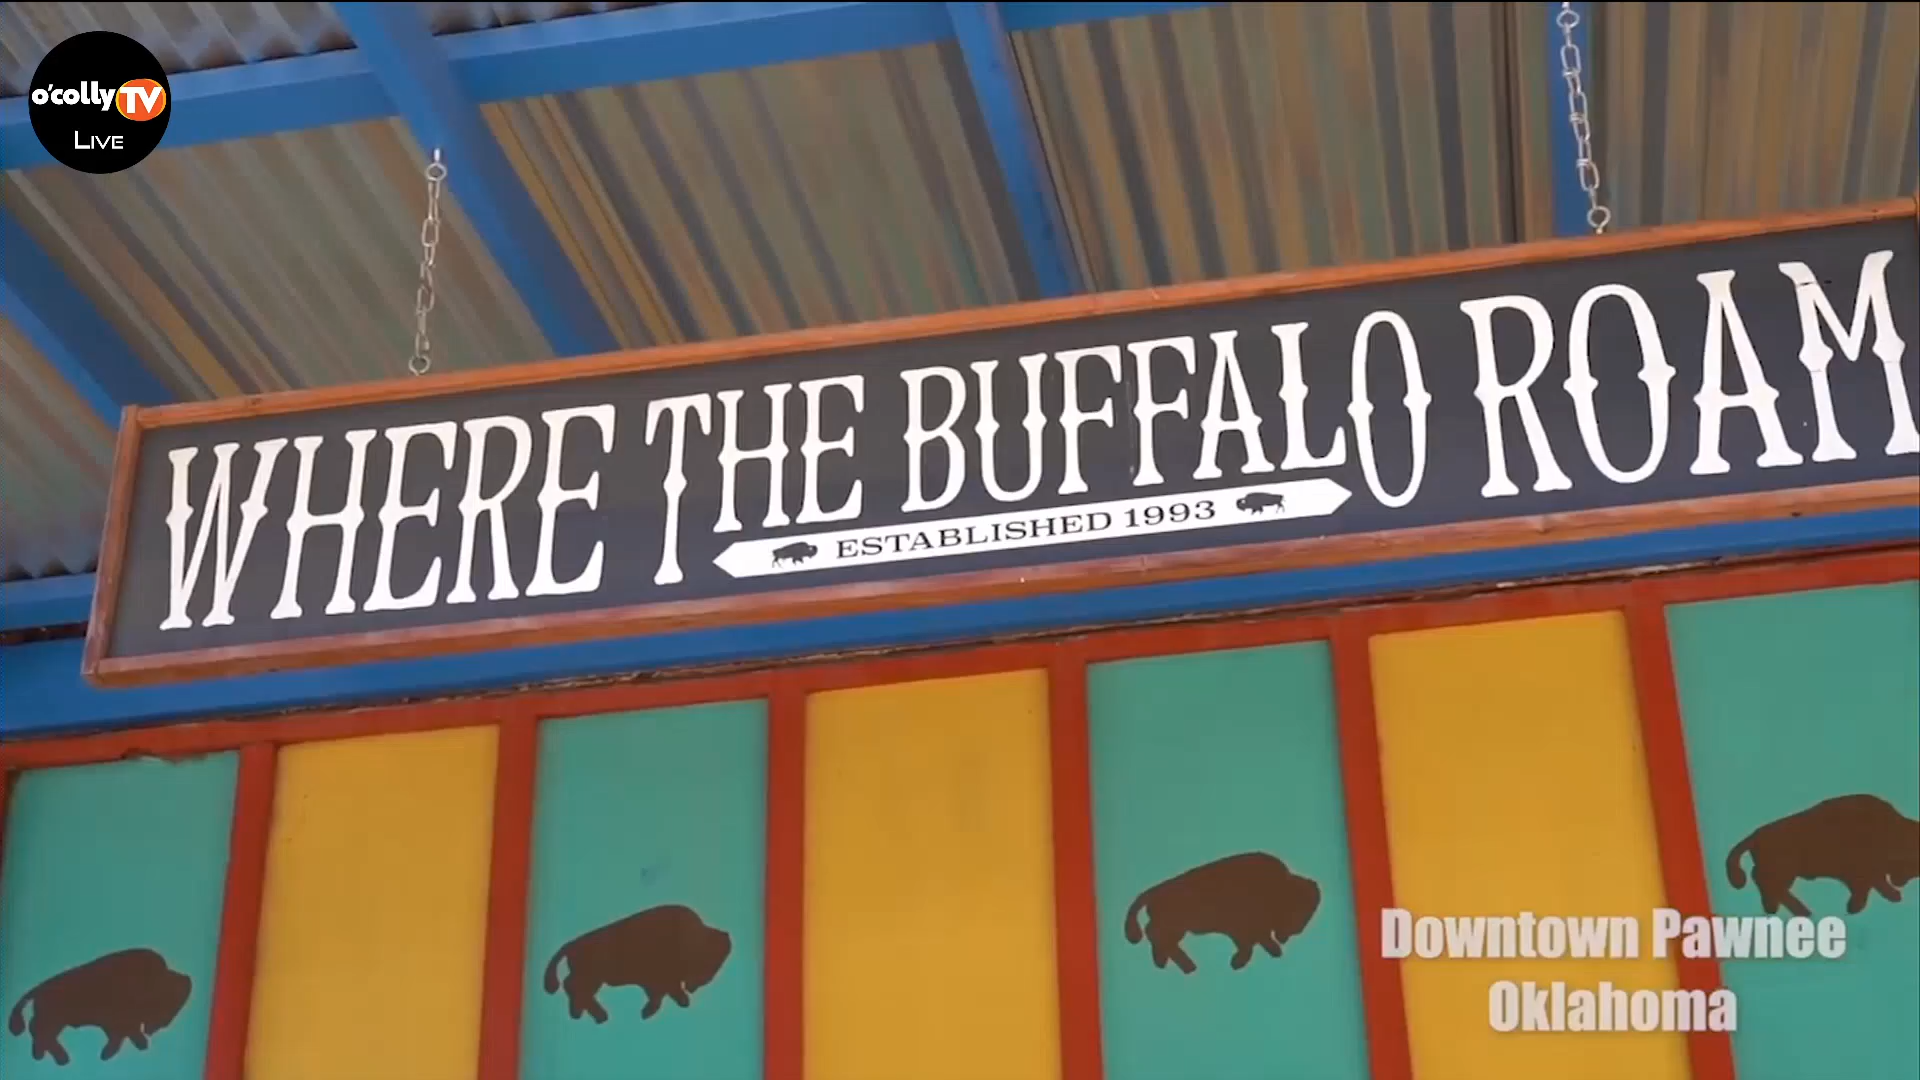 o'colly TV
LIVE
WHERE THE BUFFALO ROAM
ESTABLISHED 1993
Downtown Pawnee
Oklahoma